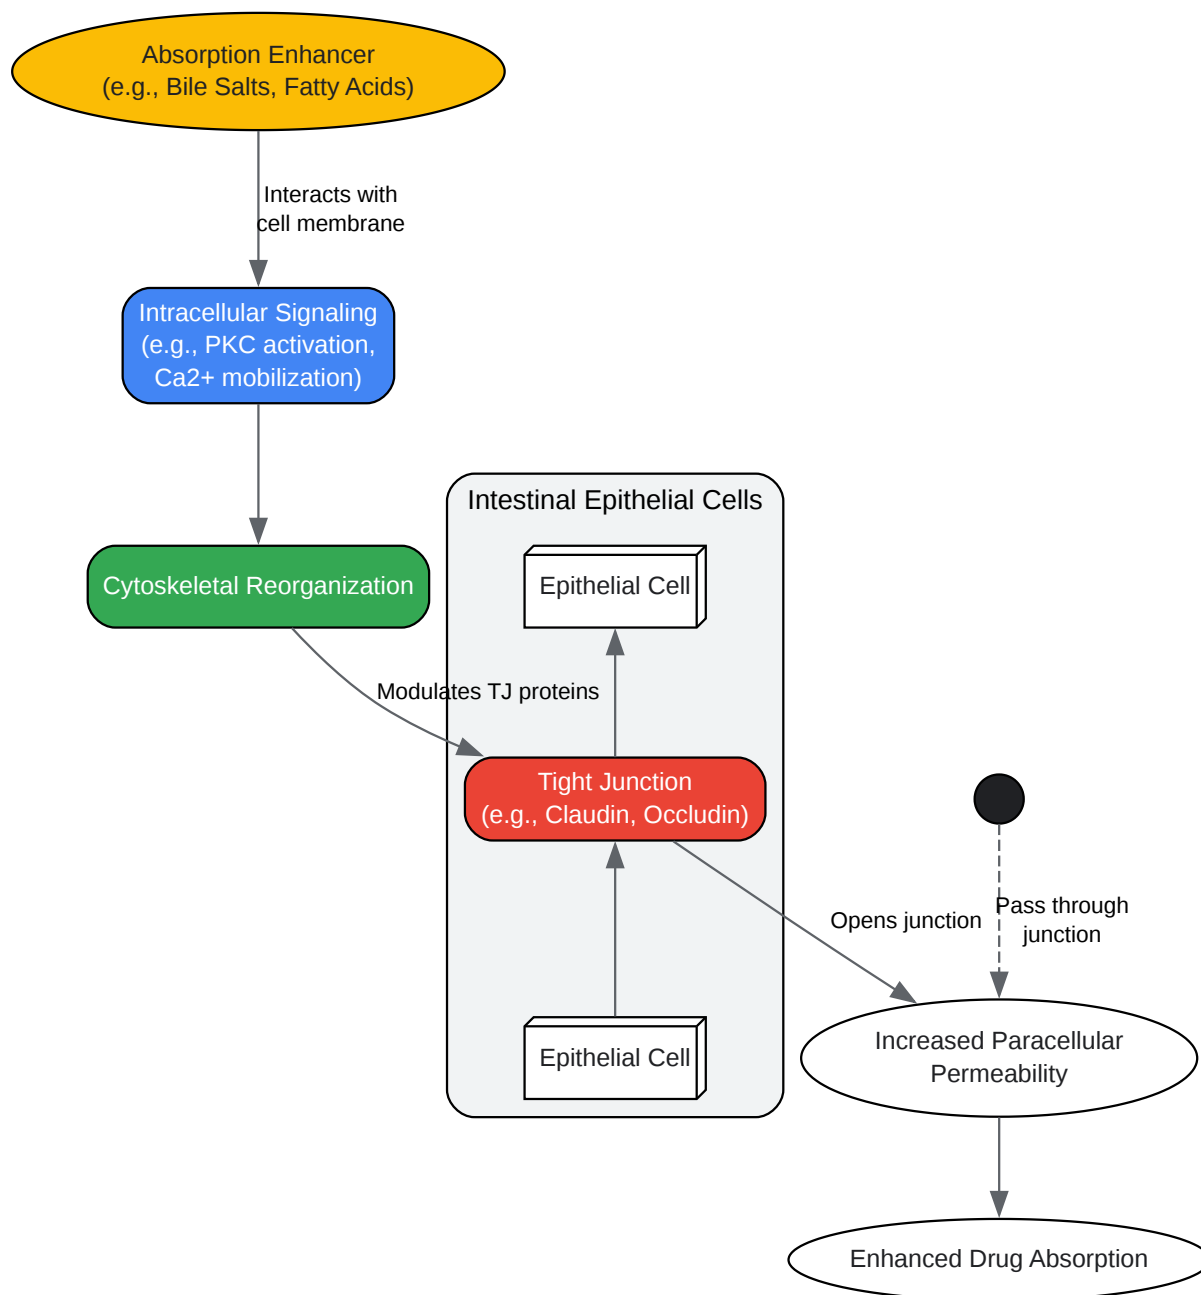 Absorption Enhancer
(e.g., Bile Salts, Fatty Acids)
Interacts with
cell membrane
Intracellular Signaling
(e.g., PKC activation,
Ca2+ mobilization)
Cytoskeletal Reorganization
Intestinal Epithelial Cells
Epithelial Cell
Modulates TJ proteins
Tight Junction
(e.g., Claudin, Occludin)
Opens junction
Pass through
junction
Epithelial Cell
Increased Paracellular
Permeability
Enhanced Drug Absorption